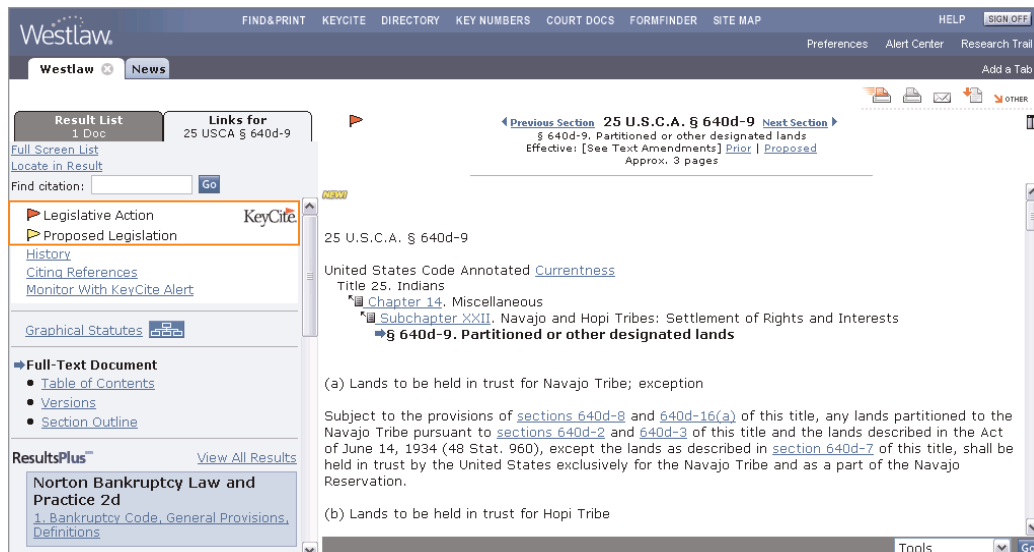 Westlaw.
FIND&PRINT KEYCITE DIRECTORY KEY NUMBERS COURT DOCS FORMFINDER SITE MAP
HELP SIGN OFF
Preferences Alert Center Research Trail
Westlaw News
Add a Tab
OTHER
Result List
1 Doc
Links for
25 USCA § 640d-9
Full Screen List
Locate in Result
Find citation: Go
Legislative Action
KeyCite.
Proposed Legislation
History
Citing References
Monitor With KeyCite Alert
Graphical Statutes
Full-Text Document
• Table of Contents
• Versions
• Section Outline
ResultsPlus™ View All Results
Norton Bankruptcy Law and
Practice 2d
1. Bankruptcy Code, General Provisions,
Definitions
Previous Section 25 U.S.C.A. § 640d-9 Next Section
§ 640d-9. Partitioned or other designated lands
Effective: [See Text Amendments] Prior | Proposed
Approx. 3 pages
NEW!
25 U.S.C.A. § 640d-9
United States Code Annotated Currentness
Title 25. Indians
Chapter 14. Miscellaneous
Subchapter XXII. Navajo and Hopi Tribes: Settlement of Rights and Interests
§ 640d-9. Partitioned or other designated lands
(a) Lands to be held in trust for Navajo Tribe; exception
Subject to the provisions of sections 640d-8 and 640d-16(a) of this title, any lands partitioned to the
Navajo Tribe pursuant to sections 640d-2 and 640d-3 of this title and the lands described in the Act
of June 14, 1934 (48 Stat. 960), except the lands as described in section 640d-7 of this title, shall be
held in trust by the United States exclusively for the Navajo Tribe and as a part of the Navajo
Reservation.
(b) Lands to be held in trust for Hopi Tribe
Tools Go